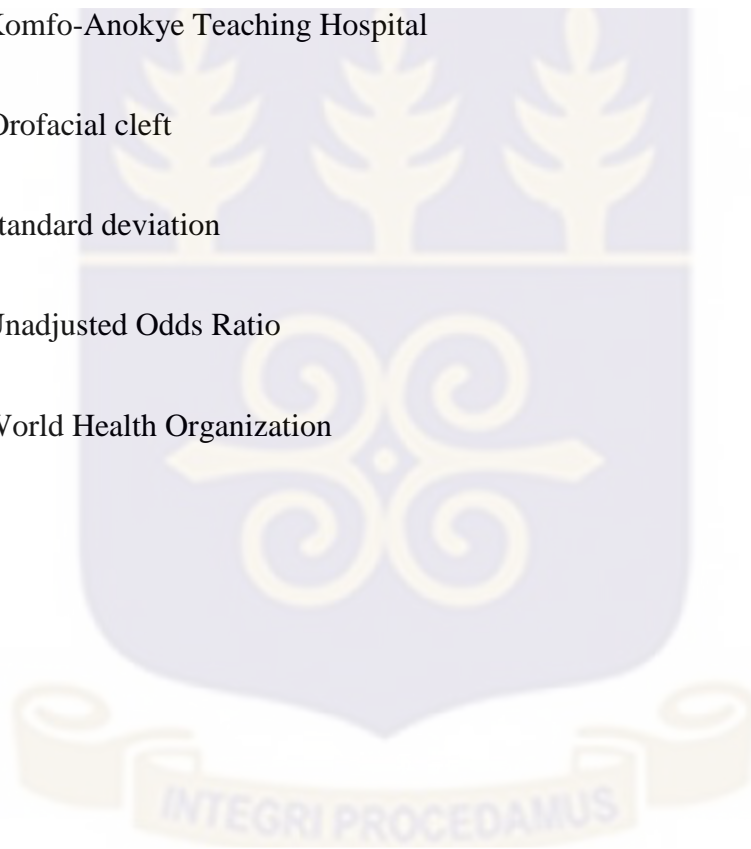 Komfo-Anokye Teaching Hospital
Orofacial cleft
tandard deviation
Unadjusted Odds Ratio
World Health Organization
INTEGRI PROCEDAMUS